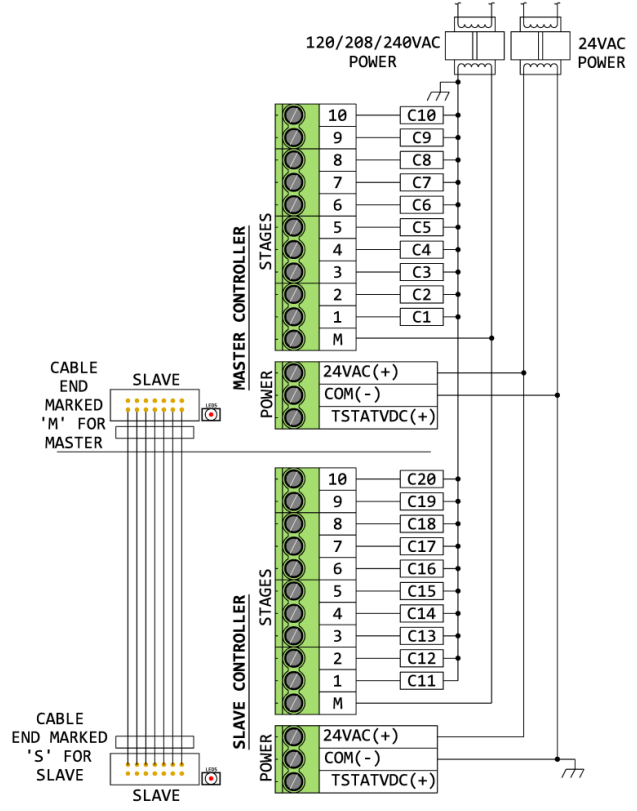 120/208/240VAC
POWER
24VAC
POWER
MASTER CONTROLLER
STAGES
10 C10
9 C9
8 C8
7 C7
6 C6
5 C5
4 C4
3 C3
2 C2
1 C1
M
POWER
24VAC(+)
COM(-)
TSTATVDC(+)
CABLE
END
MARKED
'M' FOR
MASTER
SLAVE
LED5
SLAVE CONTROLLER
STAGES
10 C20
9 C19
8 C18
7 C17
6 C16
5 C15
4 C14
3 C13
2 C12
1 C11
M
POWER
24VAC(+)
COM(-)
TSTATVDC(+)
CABLE
END MARKED
'S' FOR
SLAVE
LED5
SLAVE